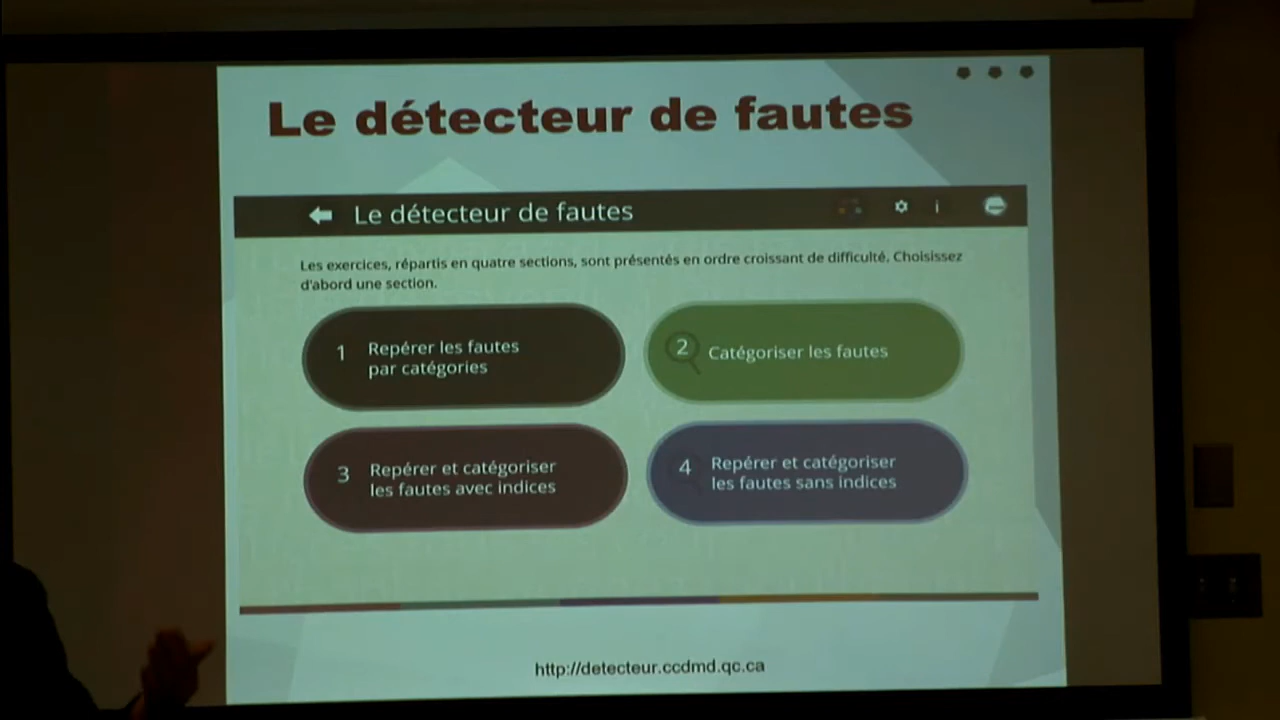 Le détecteur de fautes
Le détecteur de fautes
Les exercices, répartis en quatre sections, sont présentés en ordre croissant de difficulté. Choisissez
d'abord une section.
1 Repérer les fautes
par catégories
2 Catégoriser les fautes
3 Repérer et catégoriser
les fautes avec indices
4 Repérer et catégoriser
les fautes sans indices
http://detecteur.ccdmd.qc.ca